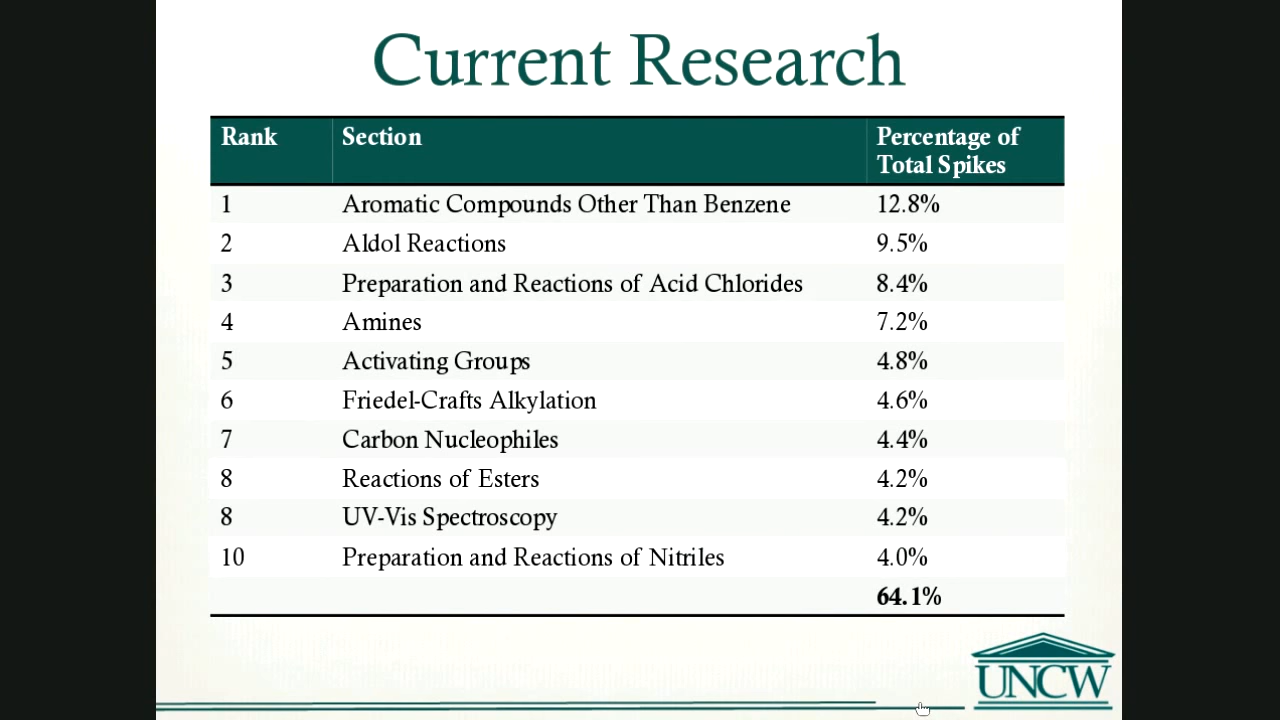 Current Research
Rank Section Percentage of
Total Spikes
1 Aromatic Compounds Other Than Benzene 12.8%
2 Aldol Reactions 9.5%
3 Preparation and Reactions of Acid Chlorides 8.4%
4 Amines 7.2%
5 Activating Groups 4.8%
6 Friedel-Crafts Alkylation 4.6%
7 Carbon Nucleophiles 4.4%
8 Reactions of Esters 4.2%
8 UV-Vis Spectroscopy 4.2%
10 Preparation and Reactions of Nitriles 4.0%
64.1%
UNCW